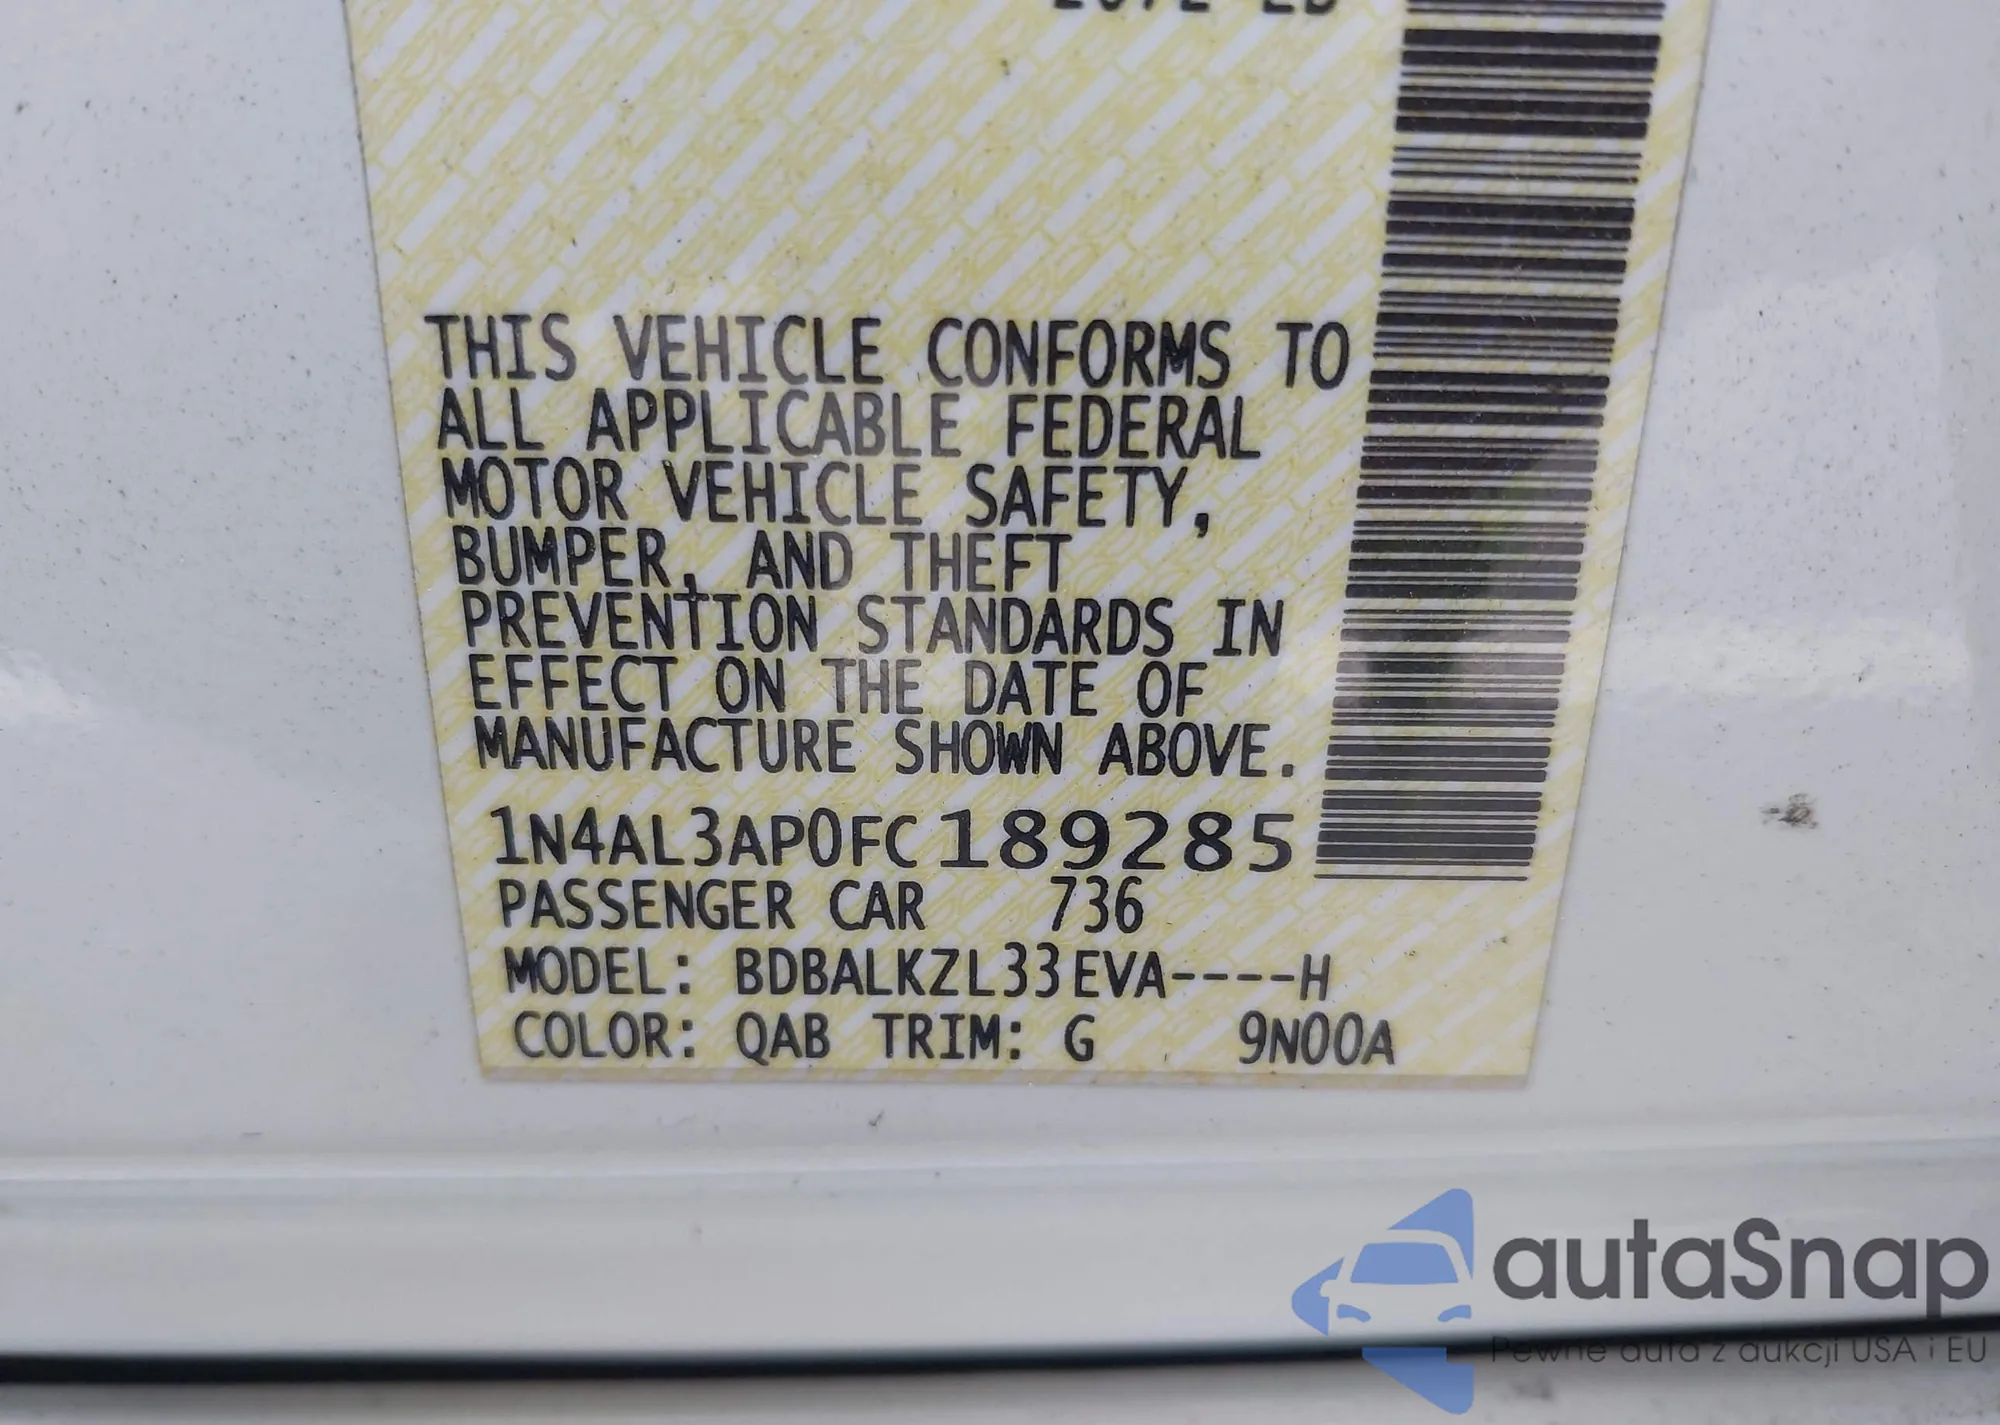 THIS VEHICLE CONFORMS TO
ALL APPLICABLE FEDERAL
MOTOR VEHICLE SAFETY,
BUMPER, AND THEFT
PREVENTION STANDARDS IN
EFFECT ON THE DATE OF
MANUFACTURE SHOWN ABOVE.
1N4AL3AP0FC189285
PASSENGER CAR 736
MODEL: BDBALKZL33EVA----H
COLOR: QAB TRIM: G 9N00A
autaSnap
Pewne auta z aukcji USA i EU